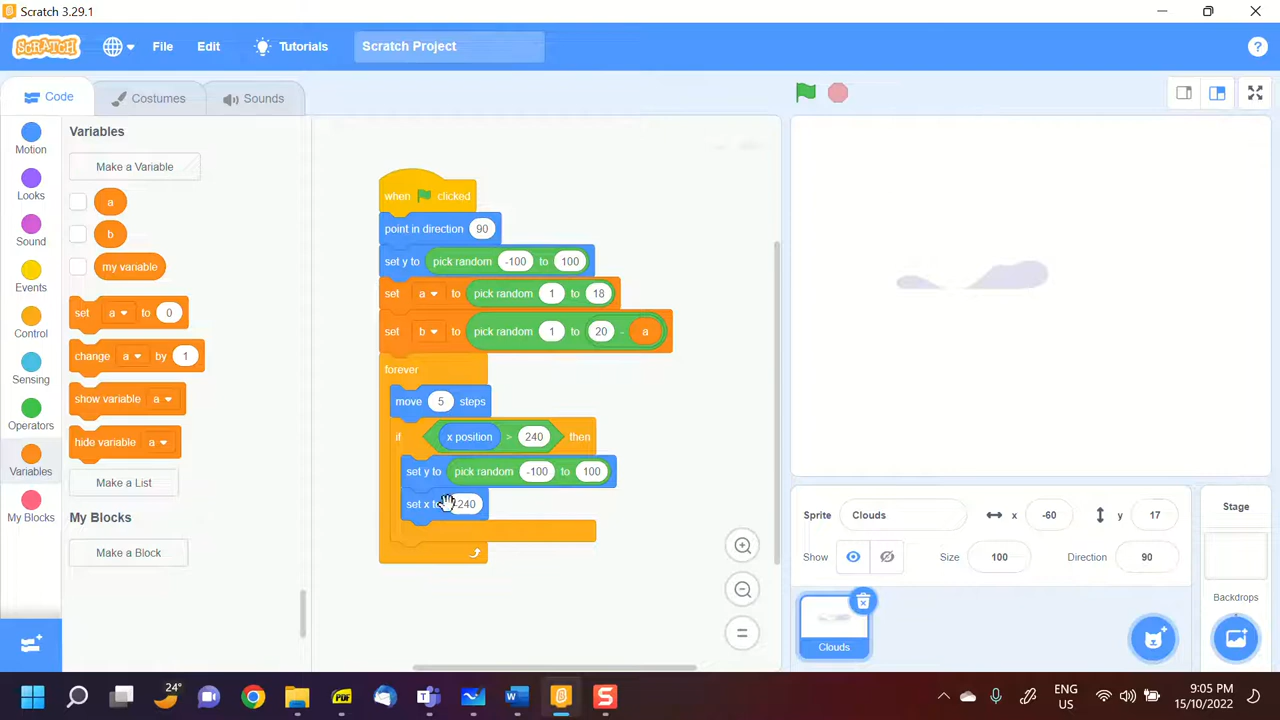 Scratch 3.29.1
SCRATCH File Edit Tutorials Scratch Project ?
Code Costumes Sounds
Motion
Looks
Sound
Events
Control
Sensing
Operators
Variables
My Blocks
Variables
Make a Variable
a
b
my variable
set a to 0
change a by 1
show variable a
hide variable a
Make a List
My Blocks
Make a Block
when clicked
point in direction 90
set y to pick random -100 to 100
set a to pick random 1 to 18
set b to pick random 1 to 20 - a
forever
move 5 steps
if x position > 240 then
set y to pick random -100 to 100
set x to 240
Sprite Clouds x -60 y 17
Show Size 100 Direction 90
Clouds
Stage
Backdrops
24°
PDF
ENG
US
9:05 PM
15/10/2022